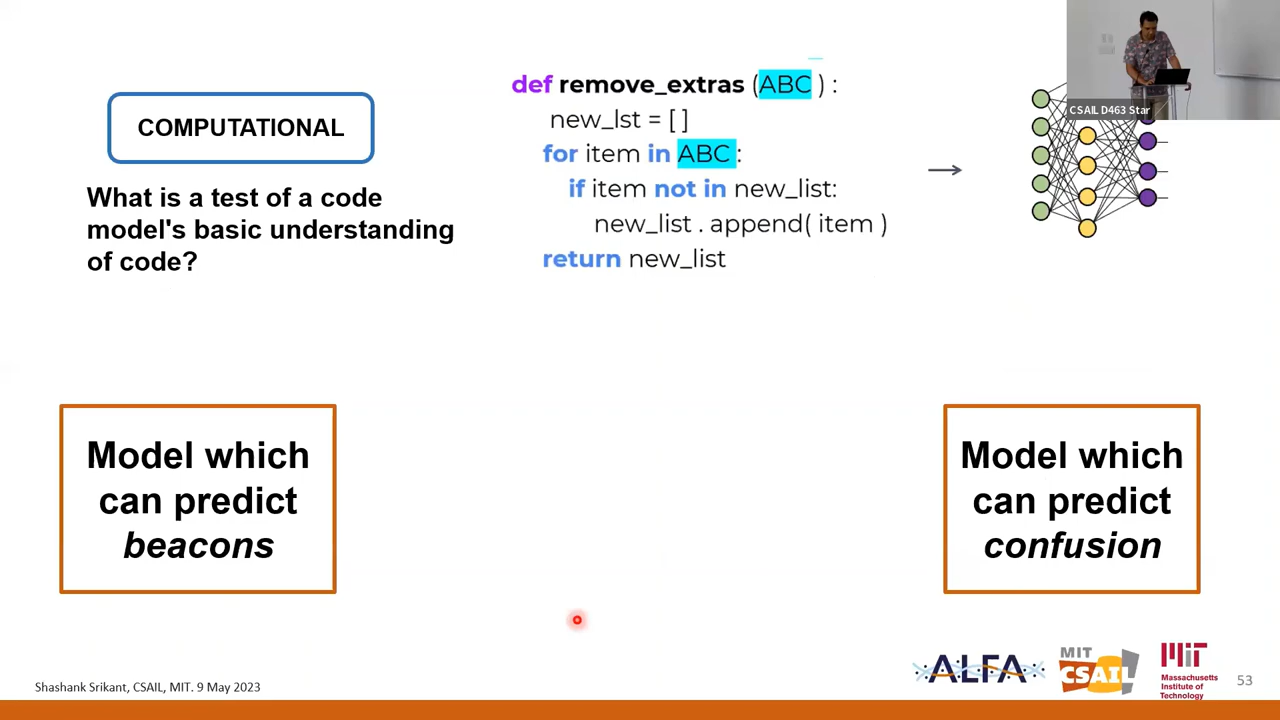 COMPUTATIONAL
What is a test of a code
model's basic understanding
of code?
def remove_extras (ABC ) :
new_lst = [ ]
for item in ABC :
if item not in new_list:
new_list . append( item )
return new_list
CSAIL D463 Star
Model which
can predict
beacons
Model which
can predict
confusion
Shashank Srikant, CSAIL, MIT. 9 May 2023
ALFA
MIT
CSAIL
MIT
Massachusetts
Institute of
Technology
53